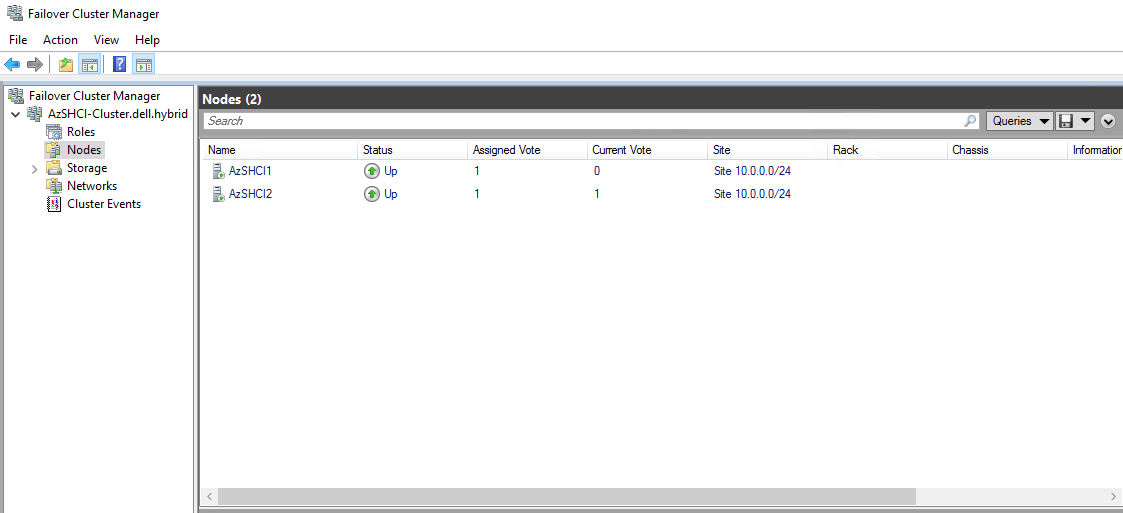 Failover Cluster Manager
File Action View Help
Failover Cluster Manager
AzSHCI-Cluster.dell.hybrid
Roles
Nodes
Storage
Networks
Cluster Events
Nodes (2)
Search Queries
Name Status Assigned Vote Current Vote Site Rack Chassis Information
AzSHCI1 Up 1 0 Site 10.0.0.0/24
AzSHCI2 Up 1 1 Site 10.0.0.0/24